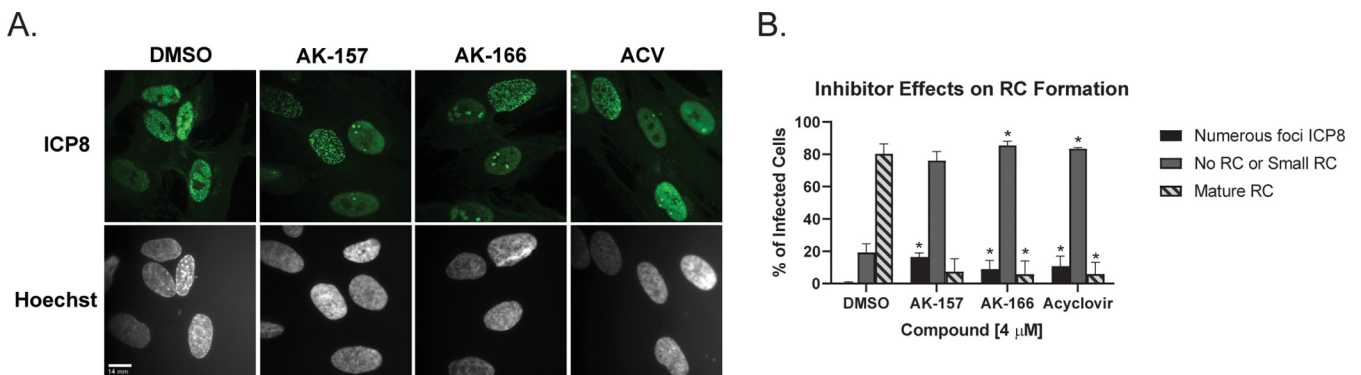 A.
DMSO AK-157 AK-166 ACV
ICP8
Hoechst
14 mm
B.
Inhibitor Effects on RC Formation
% of Infected Cells
100
80
60
40
20
0
* * * * * * *
DMSO AK-157 AK-166 Acyclovir
Compound [4 μM]
Numerous foci ICP8
No RC or Small RC
Mature RC